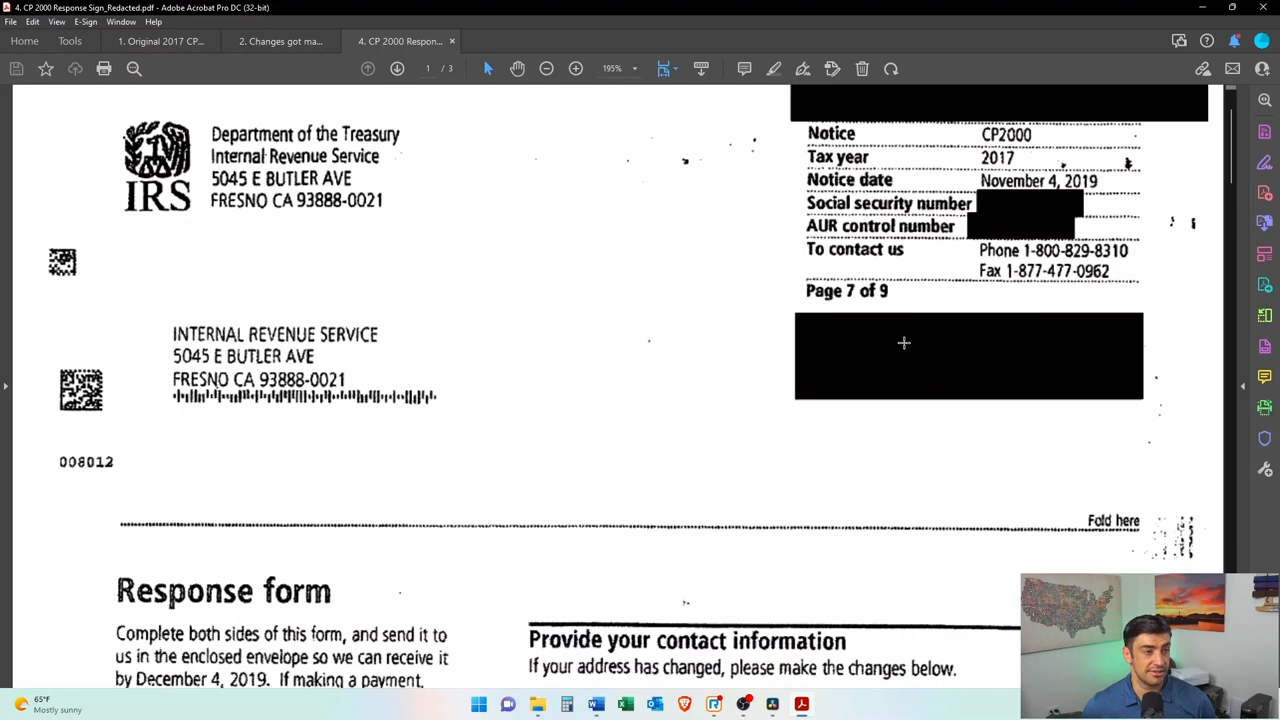 4. CP 2000 Response Sign_Redacted.pdf - Adobe Acrobat Pro DC (32-bit)
File Edit View E-Sign Window Help
Home Tools 1. Original 2017 CP... 2. Changes got ma... 4. CP 2000 Respon... ×
1 / 3 195%
Department of the Treasury
Internal Revenue Service
5045 E BUTLER AVE
FRESNO CA 93888-0021
IRS
Notice CP2000
Tax year 2017
Notice date November 4, 2019
Social security number
AUR control number
To contact us Phone 1-800-829-8310
Fax 1-877-477-0962
Page 7 of 9
INTERNAL REVENUE SERVICE
5045 E BUTLER AVE
FRESNO CA 93888-0021
008012
Fold here
Response form
Complete both sides of this form, and send it to
us in the enclosed envelope so we can receive it
by December 4, 2019. If making a payment,
Provide your contact information
If your address has changed, please make the changes below.
65°F
Mostly sunny